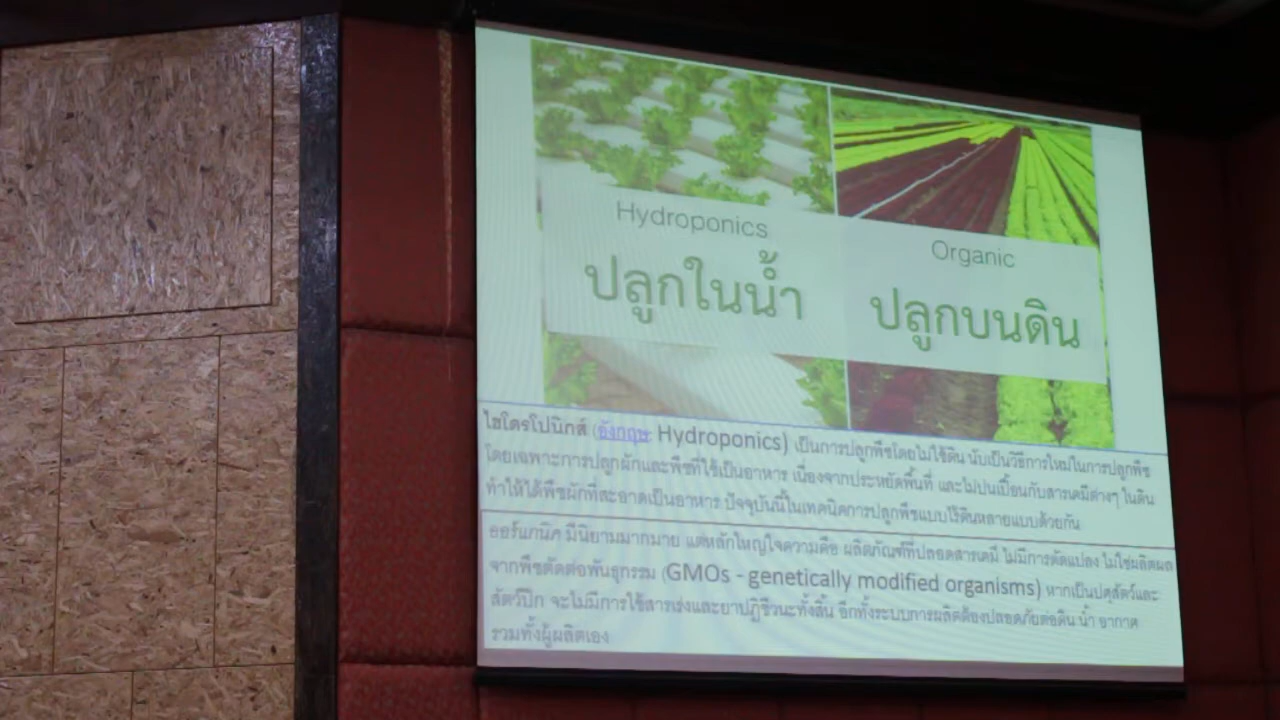 Hydroponics
ปลูกในน้ำ
Organic
ปลูกบนดิน
ไฮโดรโปนิกส์ (อังกฤษ: Hydroponics) เป็นการปลูกพืชโดยไม่ใช้ดิน นับเป็นวิธีการใหม่ในการปลูกพืช
โดยเฉพาะการปลูกผักและพืชที่ใช้เป็นอาหาร เนื่องจากประหยัดพื้นที่ และไม่ปนเปื้อนกับสารเคมีต่างๆ ในดิน
ทำให้ได้พืชผักที่สะอาดเป็นอาหาร ปัจจุบันนี้ในเทคนิคการปลูกพืชแบบไร้ดินหลายแบบด้วยกัน
ออร์แกนิค มีนิยามมากมาย แต่หลักใหญ่ใจความคือ ผลิตภัณฑ์ที่ปลอดสารเคมี ไม่มีการดัดแปลง ไม่ใช่ผลิตผล
จากพืชตัดต่อพันธุกรรม (GMOs - genetically modified organisms) หากเป็นปศุสัตว์และ
สัตว์ปีก จะไม่มีการใช้สารเร่งและยาปฏิชีวนะทั้งสิ้น อีกทั้งระบบการผลิตต้องปลอดภัยต่อดิน น้ำ อากาศ
รวมทั้งผู้ผลิตเอง